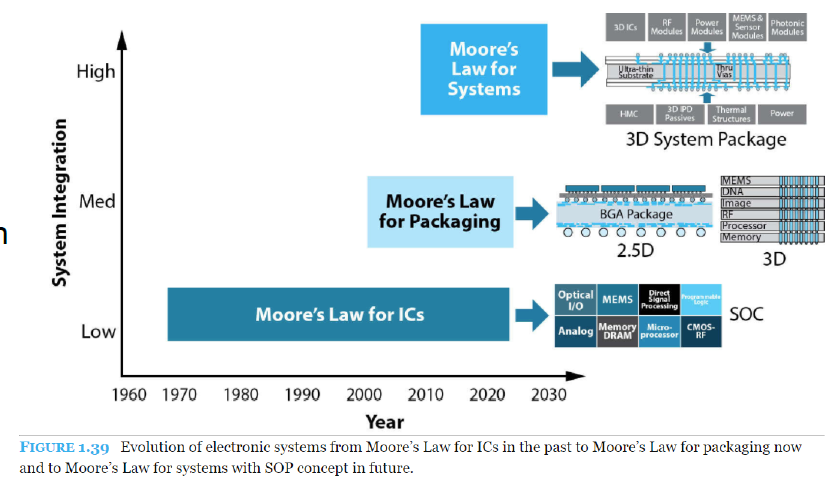 System Integration
High
Med
Low
Moore's
Law for
Systems
3D ICs
RF
Modules
Power
Modules
MEMS &
Sensor
Modules
Photonic
Modules
Ultra-thin
Substrate
Thru
Vias
HMC
3D IPD
Passives
Thermal
Structures
Power
3D System Package
n
Moore's Law
for Packaging
BGA Package
2.5D
MEMS
DNA
Image
RF
Processor
Memory
3D
Moore's Law for ICs
Optical
I/O
MEMS
Direct
Signal
Processing
Programmable
Logic
Analog
Memory
DRAM
Micro-
processor
CMOS-
RF
SOC
1960 1970 1980 1990 2000 2010 2020 2030
Year
FIGURE 1.39 Evolution of electronic systems from Moore's Law for ICs in the past to Moore's Law for packaging now
and to Moore's Law for systems with SOP concept in future.